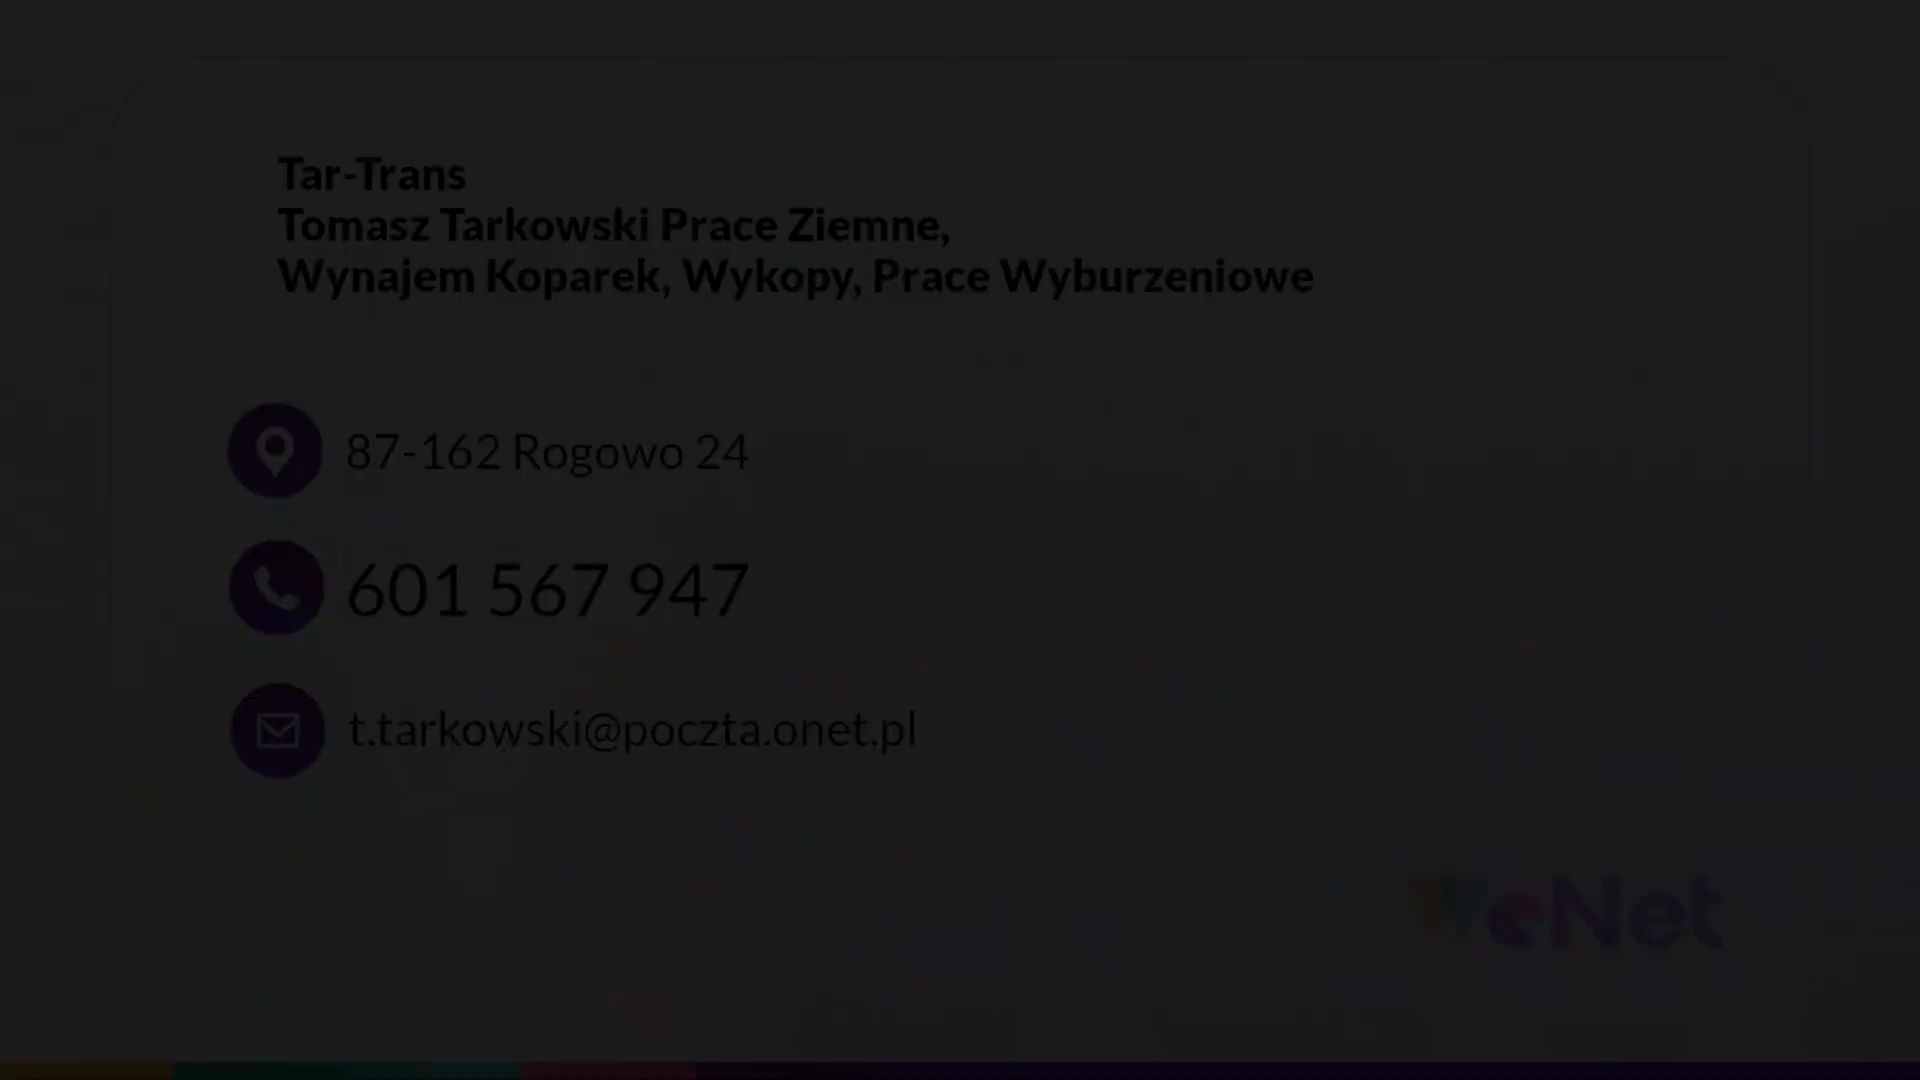 Tar-Trans
Tomasz Tarkowski Prace Ziemne,
Wynajem Koparek, Wykopy, Prace Wyburzeniowe
87-162 Rogowo 24
601 567 947
t.tarkowski@poczta.onet.pl
WeNet